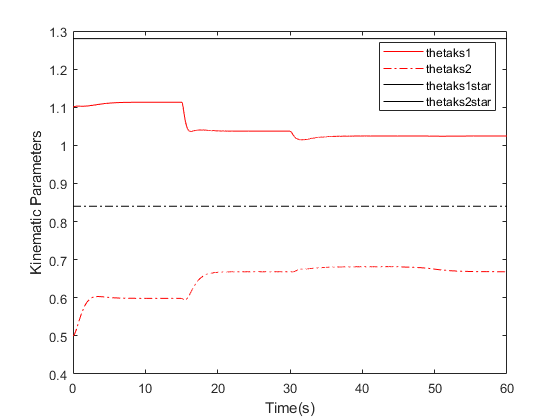 1.3
thetaks1
thetaks2
thetaks1star
thetaks2star
1.2
1.1
1
0.9
0.8
0.7
0.6
0.5
0.4
Kinematic Parameters
0 10 20 30 40 50 60
Time(s)